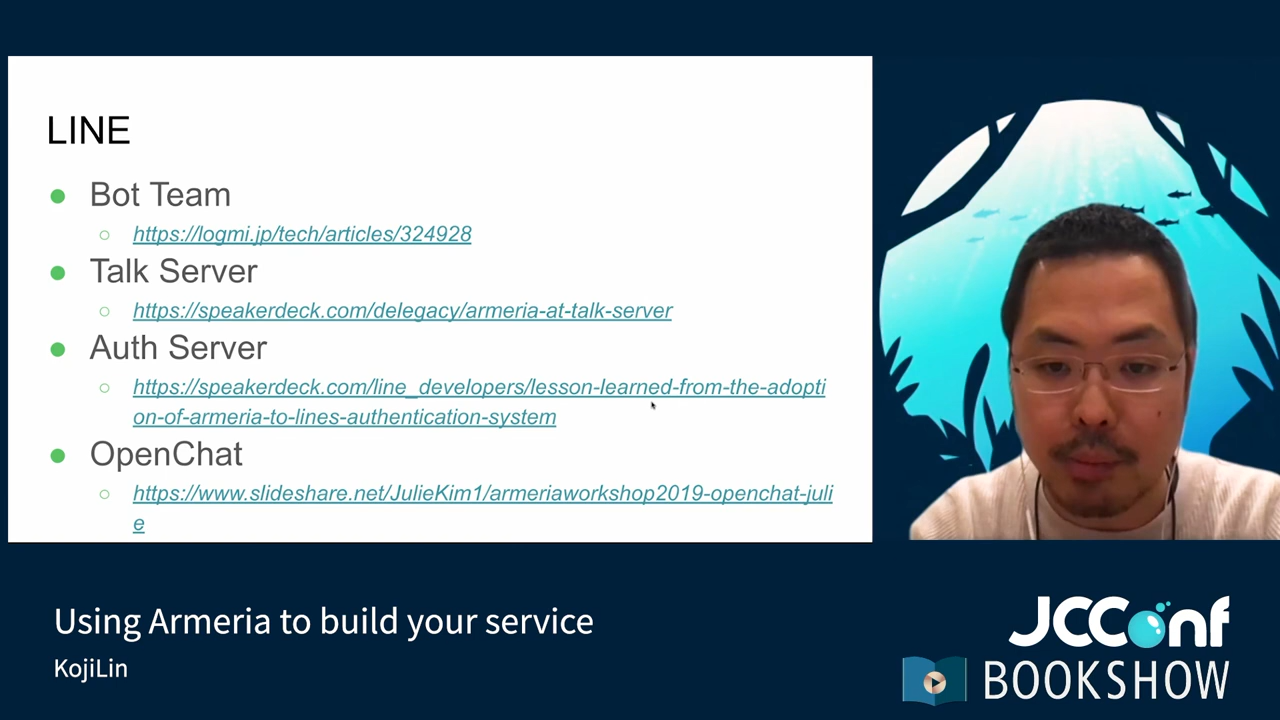 LINE
● Bot Team
○ https://logmi.jp/tech/articles/324928
● Talk Server
○ https://speakerdeck.com/delegacy/armeria-at-talk-server
● Auth Server
○ https://speakerdeck.com/line_developers/lesson-learned-from-the-adopti
on-of-armeria-to-lines-authentication-system
● OpenChat
○ https://www.slideshare.net/JulieKim1/armeriaworkshop2019-openchat-juli
e
Using Armeria to build your service
KojiLin
JCConf
BOOKSHOW